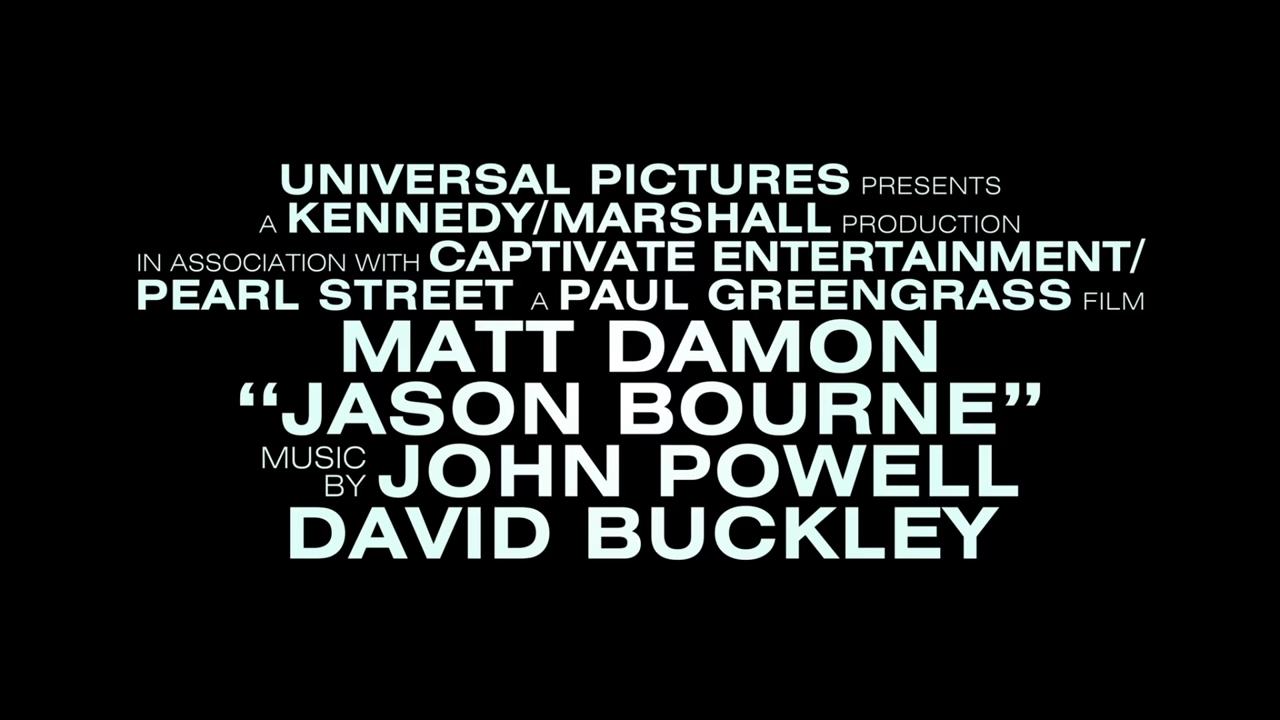 UNIVERSAL PICTURES PRESENTS
A KENNEDY/MARSHALL PRODUCTION
IN ASSOCIATION WITH CAPTIVATE ENTERTAINMENT/
PEARL STREET A PAUL GREENGRASS FILM
MATT DAMON
“JASON BOURNE”
MUSIC BY JOHN POWELL
DAVID BUCKLEY